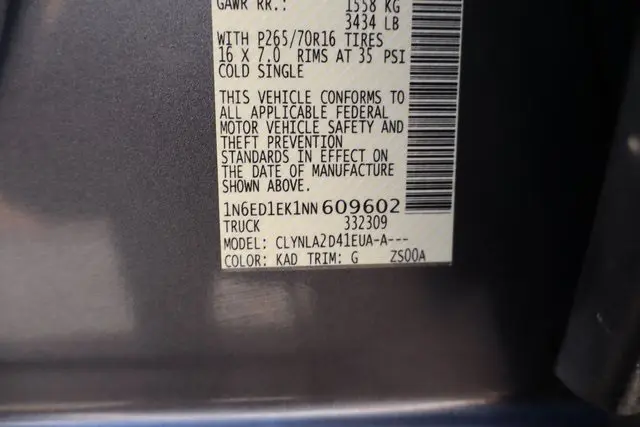 GAWR RR.: 1558 KG
3434 LB
WITH P265/70R16 TIRES
16 X 7.0 RIMS AT 35 PSI
COLD SINGLE
THIS VEHICLE CONFORMS TO
ALL APPLICABLE FEDERAL
MOTOR VEHICLE SAFETY AND
THEFT PREVENTION
STANDARDS IN EFFECT ON
THE DATE OF MANUFACTURE
SHOWN ABOVE.
1N6ED1EK1NN609602
TRUCK 332309
MODEL: CLYNLA2D41EUA-A---
COLOR: KAD TRIM: G ZS00A